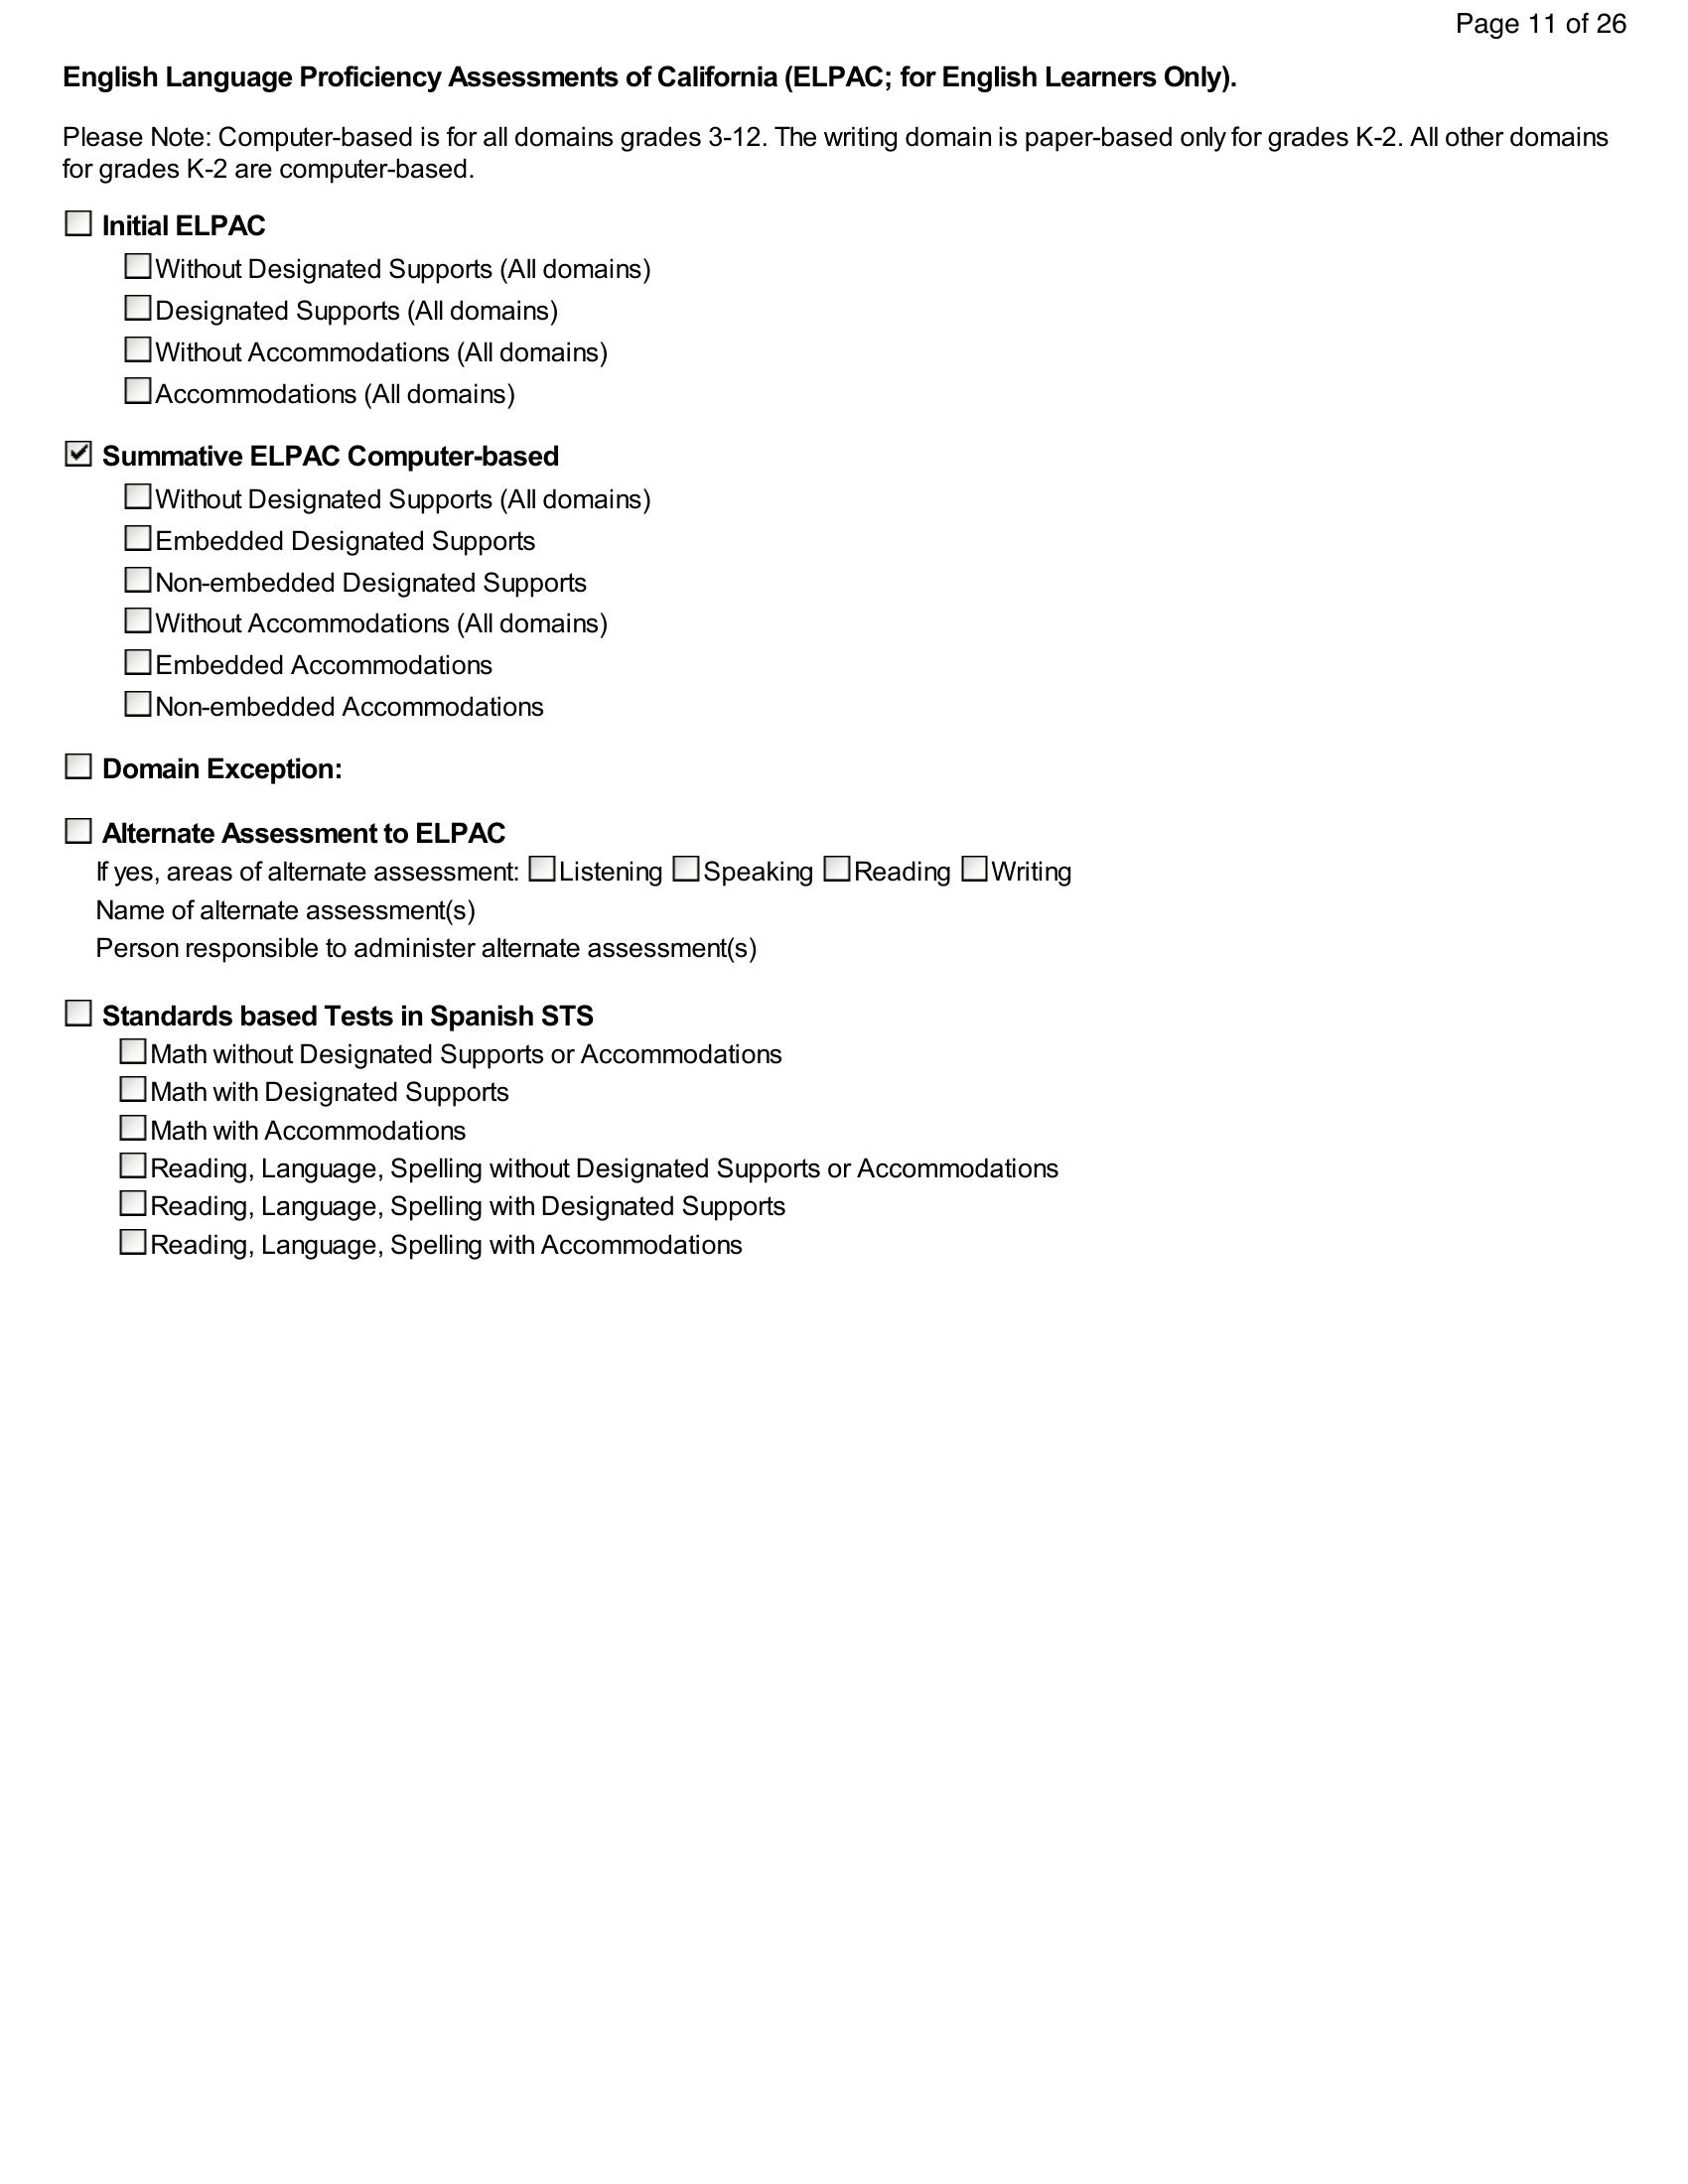 Page 11 of 26
English Language Proficiency Assessments of California (ELPAC; for English Learners Only).
Please Note: Computer-based is for all domains grades 3-12. The writing domain is paper-based only for grades K-2. All other domains
for grades K-2 are computer-based.
☐ Initial ELPAC
☐ Without Designated Supports (All domains)
☐ Designated Supports (All domains)
☐ Without Accommodations (All domains)
☐ Accommodations (All domains)
☑ Summative ELPAC Computer-based
☐ Without Designated Supports (All domains)
☐ Embedded Designated Supports
☐ Non-embedded Designated Supports
☐ Without Accommodations (All domains)
☐ Embedded Accommodations
☐ Non-embedded Accommodations
☐ Domain Exception:
☐ Alternate Assessment to ELPAC
If yes, areas of alternate assessment: ☐ Listening ☐ Speaking ☐ Reading ☐ Writing
Name of alternate assessment(s)
Person responsible to administer alternate assessment(s)
☐ Standards based Tests in Spanish STS
☐ Math without Designated Supports or Accommodations
☐ Math with Designated Supports
☐ Math with Accommodations
☐ Reading, Language, Spelling without Designated Supports or Accommodations
☐ Reading, Language, Spelling with Designated Supports
☐ Reading, Language, Spelling with Accommodations